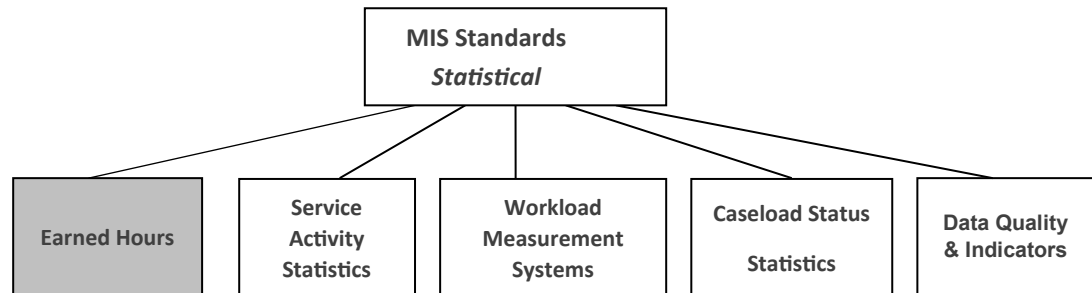 MIS Standards
Statistical
Earned Hours
Service
Activity
Statistics
Workload
Measurement
Systems
Caseload Status
Statistics
Data Quality
& Indicators